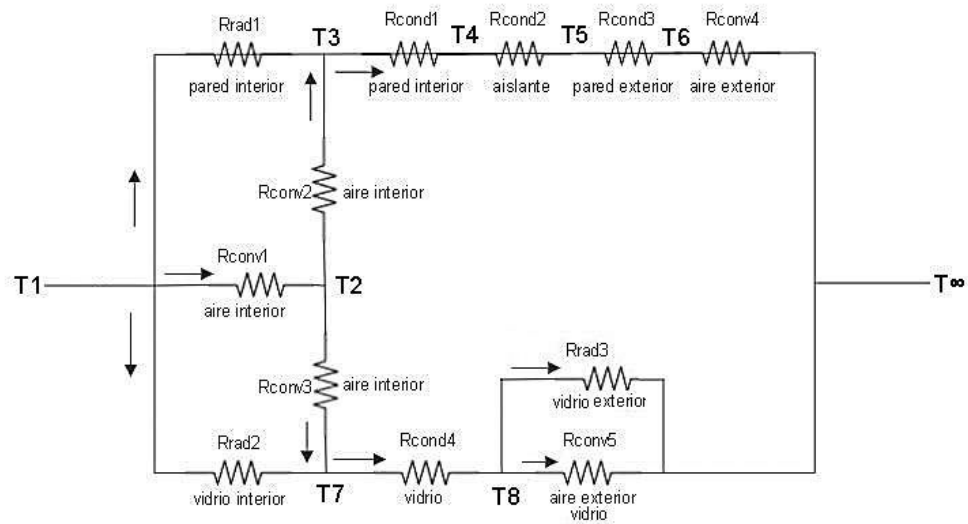 Rrad1
T3
Rcond1
T4
Rcond2
T5
Rcond3
T6
Rconv4
pared interior
pared interior
aislante
pared exterior
aire exterior
Rconv2
aire interior
T1
Rconv1
T2
T∞
aire interior
Rconv3
aire interior
Rrad3
vidrio exterior
Rrad2
Rcond4
Rconv5
vidrio interior
T7
vidrio
T8
aire exterior
vidrio